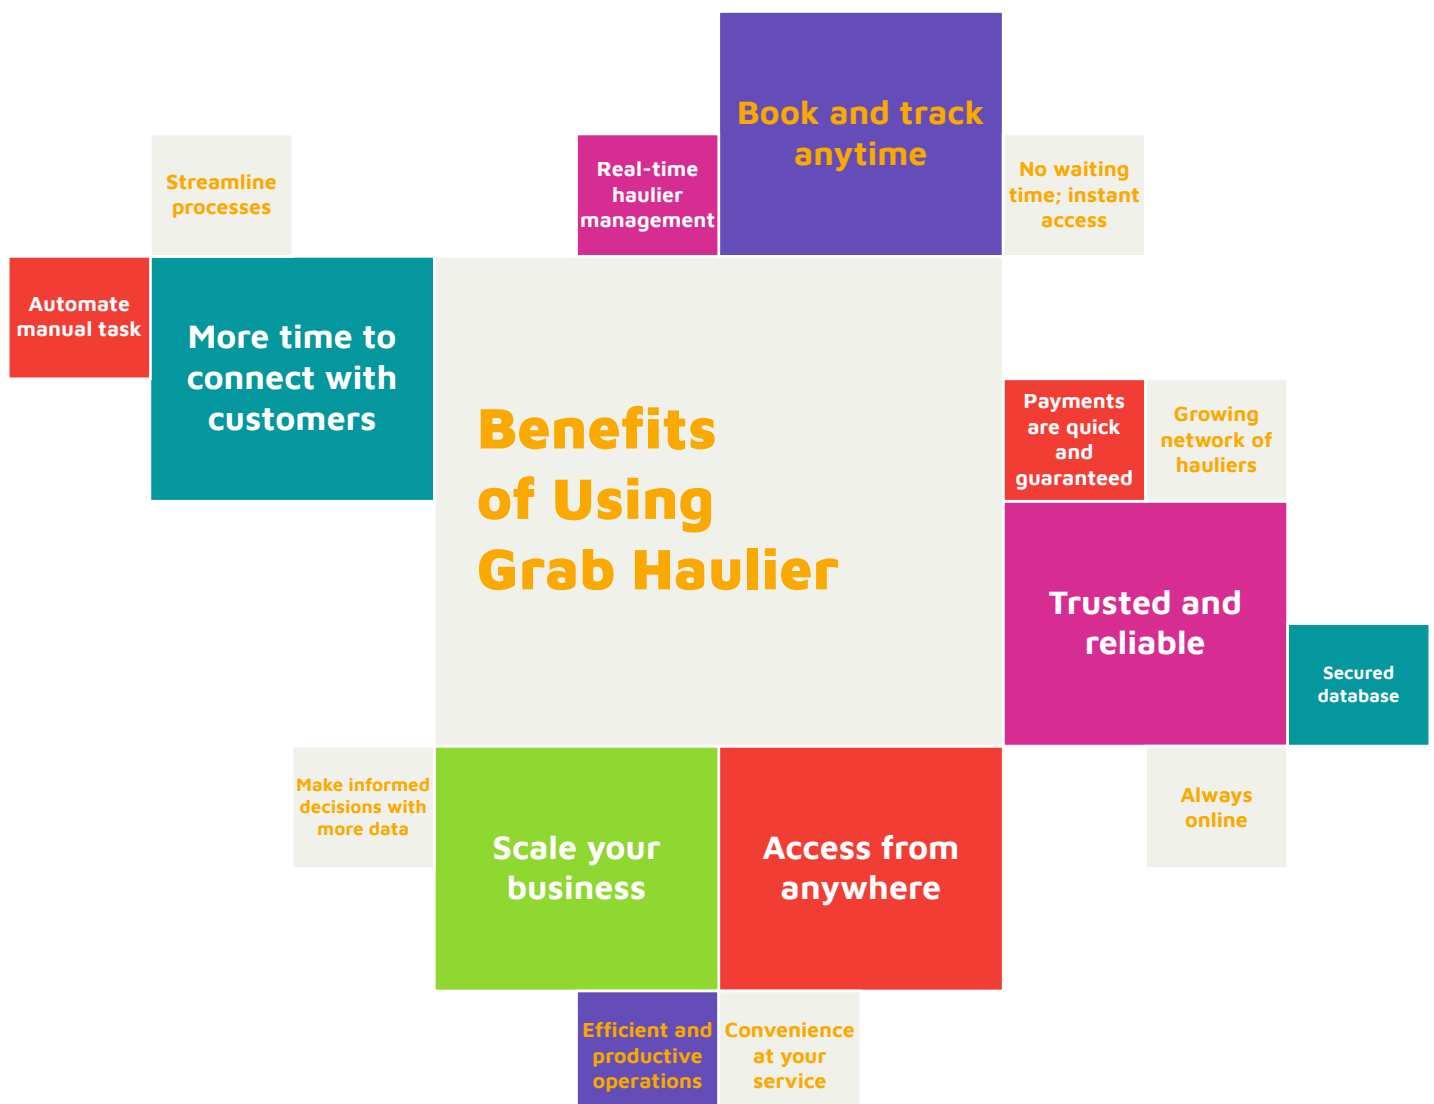 Book and track
anytime
Real-time
haulier
management
No waiting
time; instant
access
Streamline
processes
Automate
manual task
More time to
connect with
customers
Benefits
of Using
Grab Haulier
Payments
are quick
and
guaranteed
Growing
network of
hauliers
Trusted and
reliable
Secured
database
Make informed
decisions with
more data
Scale your
business
Access from
anywhere
Always
online
Efficient and
productive
operations
Convenience
at your
service